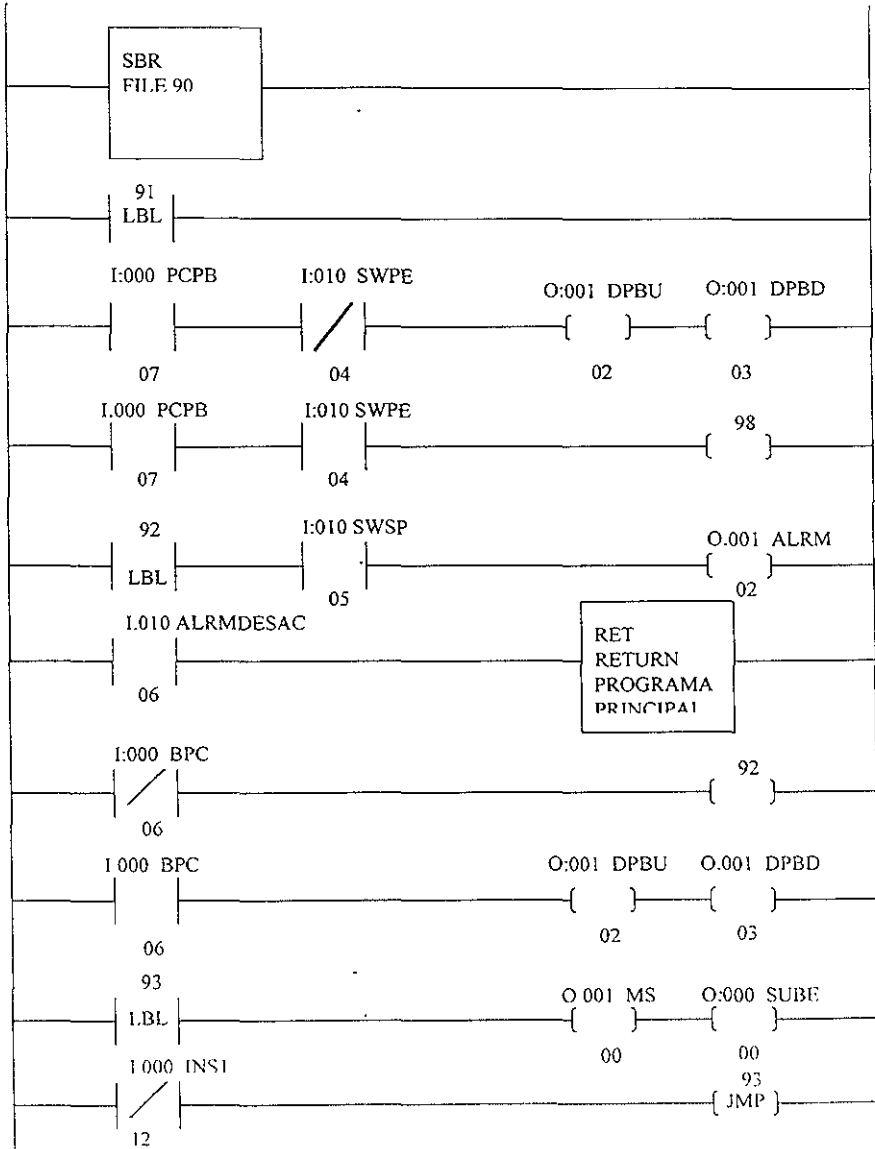 SBR
FILE 90
91
LBL
I:000 PCPB I:010 SWPE O:001 DPBU O:001 DPBD
07 04 02 03
I.000 PCPB I:010 SWPE 98
07 04
92 I:010 SWSP O.001 ALRM
LBL 05 02
I.010 ALRMDESAC
06
RET
RETURN
PROGRAMA
PRINCIPAL
I:000 BPC 92
06
I 000 BPC O:001 DPBU O.001 DPBD
06 02 03
93 O 001 MS O:000 SUBE
LBL 00 00
I 000 INS1 93
12 JMP